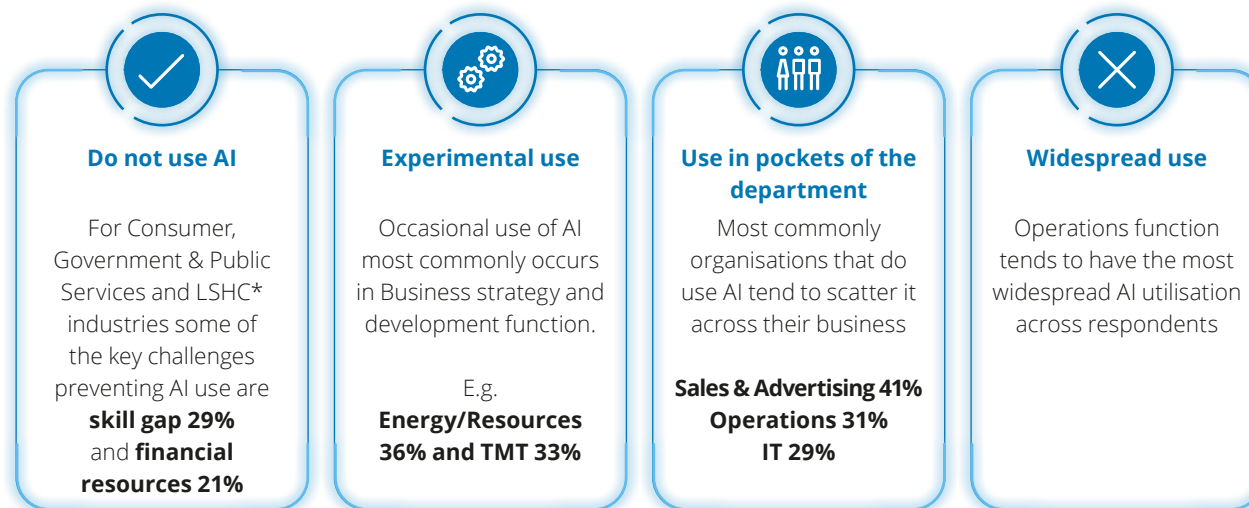 Do not use AI
For Consumer,
Government & Public
Services and LSHC*
industries some of
the key challenges
preventing AI use are
skill gap 29%
and financial
resources 21%
Experimental use
Occasional use of AI
most commonly occurs
in Business strategy and
development function.
E.g.
Energy/Resources
36% and TMT 33%
Use in pockets of the
department
Most commonly
organisations that do
use AI tend to scatter it
across their business
Sales & Advertising 41%
Operations 31%
IT 29%
Widespread use
Operations function
tends to have the most
widespread AI utilisation
across respondents